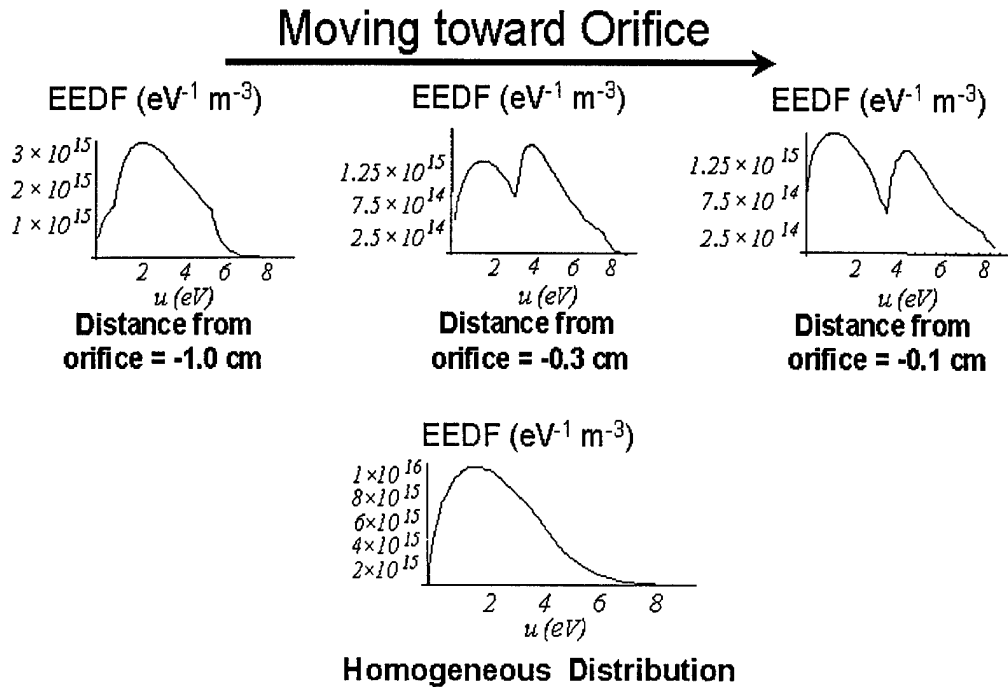 Moving toward Orifice
EEDF (eV-1 m-3)
3 × 10 15
2 × 10 15
1 × 10 15
2 4 6 8
u (eV)
Distance from
orifice = -1.0 cm
EEDF (eV-1 m-3)
1.25 × 10 15
7.5 × 10 14
2.5 × 10 14
2 4 6 8
u (eV)
Distance from
orifice = -0.3 cm
EEDF (eV-1 m-3)
1.25 × 10 15
7.5 × 10 14
2.5 × 10 14
2 4 6 8
u (eV)
Distance from
orifice = -0.1 cm
EEDF (eV-1 m-3)
1×10 16
8×10 15
6×10 15
4×10 15
2×10 15
2 4 6 8
u (eV)
Homogeneous Distribution